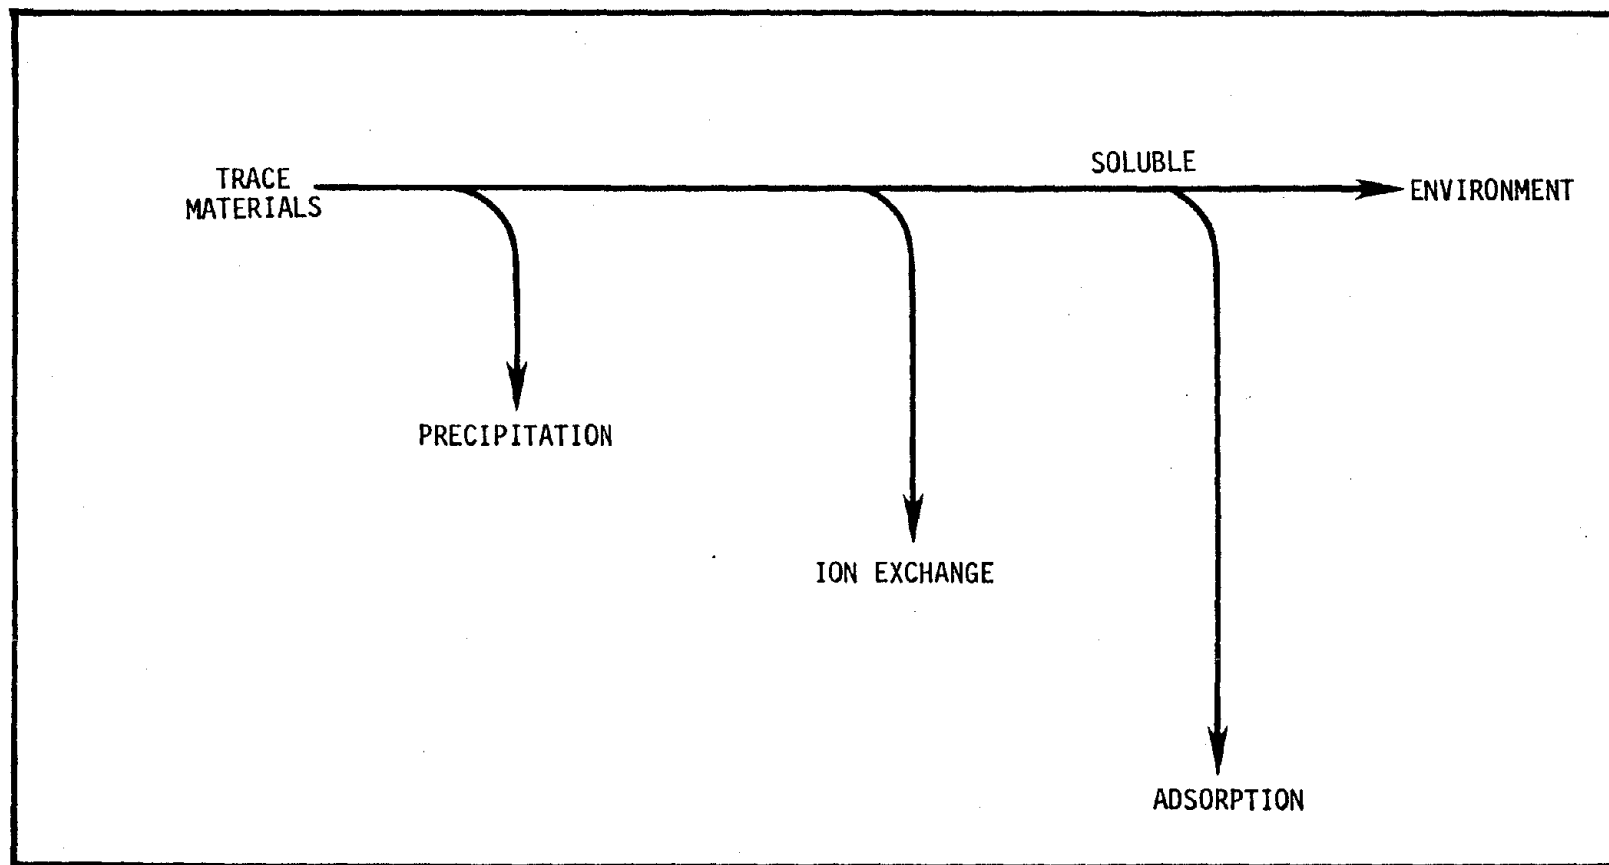 SOLUBLE
TRACE
MATERIALS
ENVIRONMENT
PRECIPITATION
ION EXCHANGE
ADSORPTION